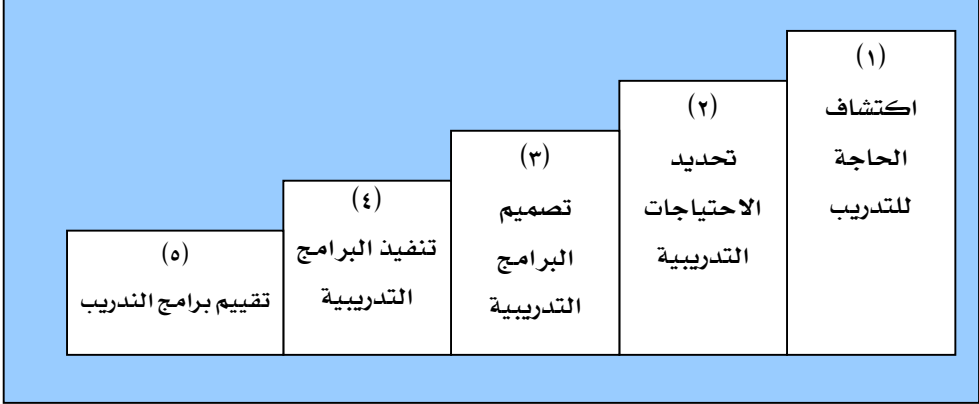 (١)
اكتشاف
الحاجة
للتدريب
(٢)
تحديد
الاحتياجات
التدريبية
(٣)
تصميم
البرامج
التدريبية
(٤)
تنفيذ البرامج
التدريبية
(٥)
تقييم برامج الندريب